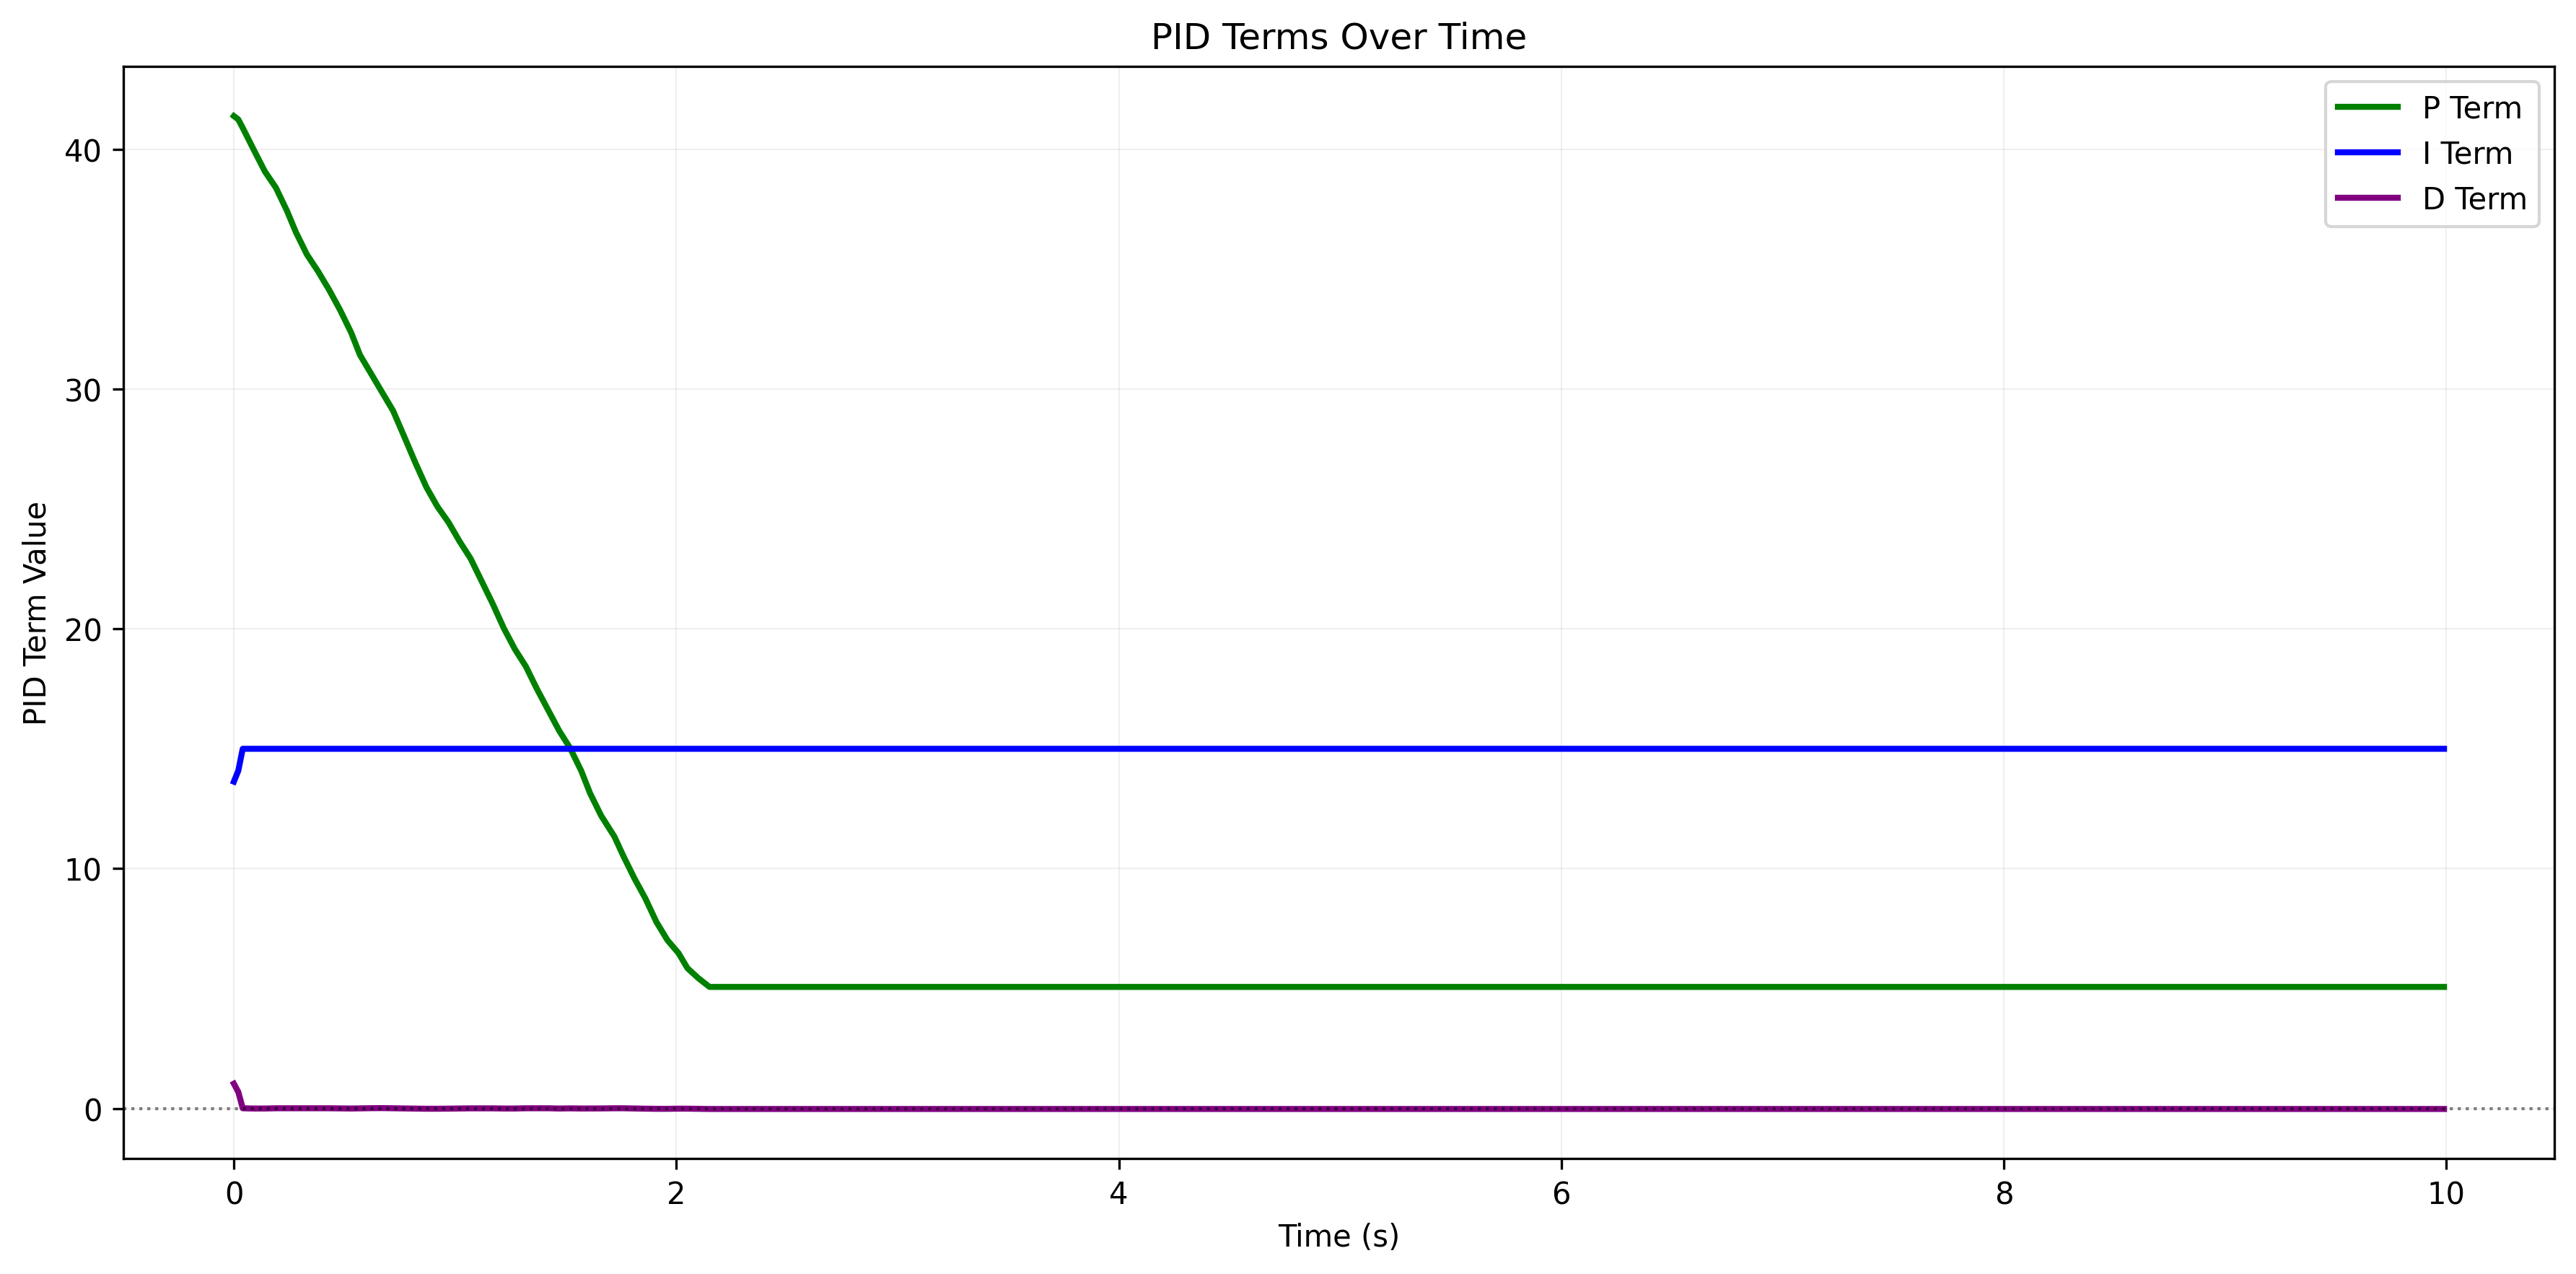 PID Terms Over Time
P Term
I Term
D Term
PID Term Value
40
30
20
10
0
0 2 4 6 8 10
Time (s)